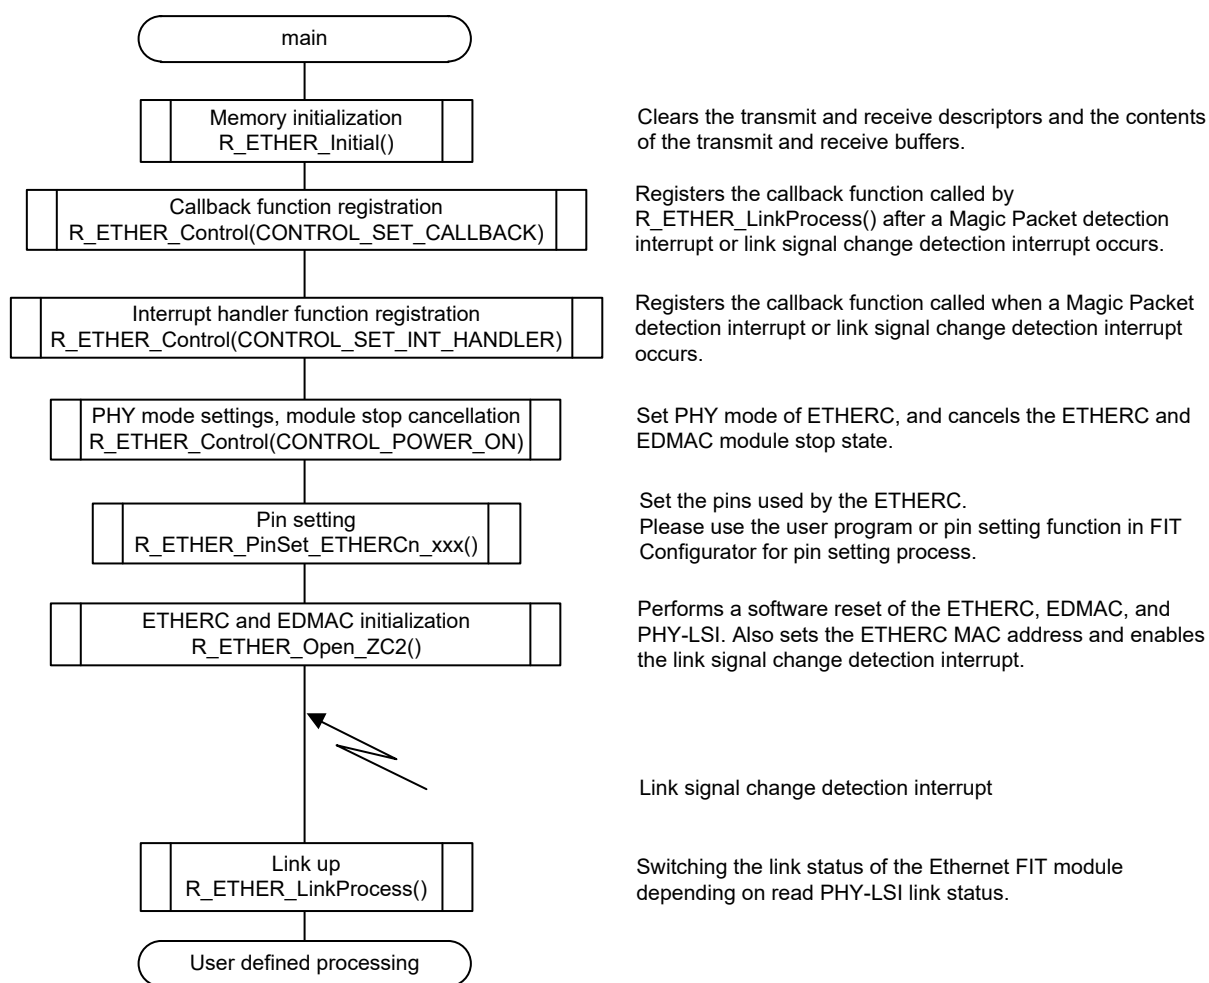 main
Memory initialization
R_ETHER_Initial()
Clears the transmit and receive descriptors and the contents
of the transmit and receive buffers.
Callback function registration
R_ETHER_Control(CONTROL_SET_CALLBACK)
Registers the callback function called by
R_ETHER_LinkProcess() after a Magic Packet detection
interrupt or link signal change detection interrupt occurs.
Interrupt handler function registration
R_ETHER_Control(CONTROL_SET_INT_HANDLER)
Registers the callback function called when a Magic Packet
detection interrupt or link signal change detection interrupt
occurs.
PHY mode settings, module stop cancellation
R_ETHER_Control(CONTROL_POWER_ON)
Set PHY mode of ETHERC, and cancels the ETHERC and
EDMAC module stop state.
Pin setting
R_ETHER_PinSet_ETHERCn_xxx()
Set the pins used by the ETHERC.
Please use the user program or pin setting function in FIT
Configurator for pin setting process.
ETHERC and EDMAC initialization
R_ETHER_Open_ZC2()
Performs a software reset of the ETHERC, EDMAC, and
PHY-LSI. Also sets the ETHERC MAC address and enables
the link signal change detection interrupt.
Link signal change detection interrupt
Link up
R_ETHER_LinkProcess()
Switching the link status of the Ethernet FIT module
depending on read PHY-LSI link status.
User defined processing